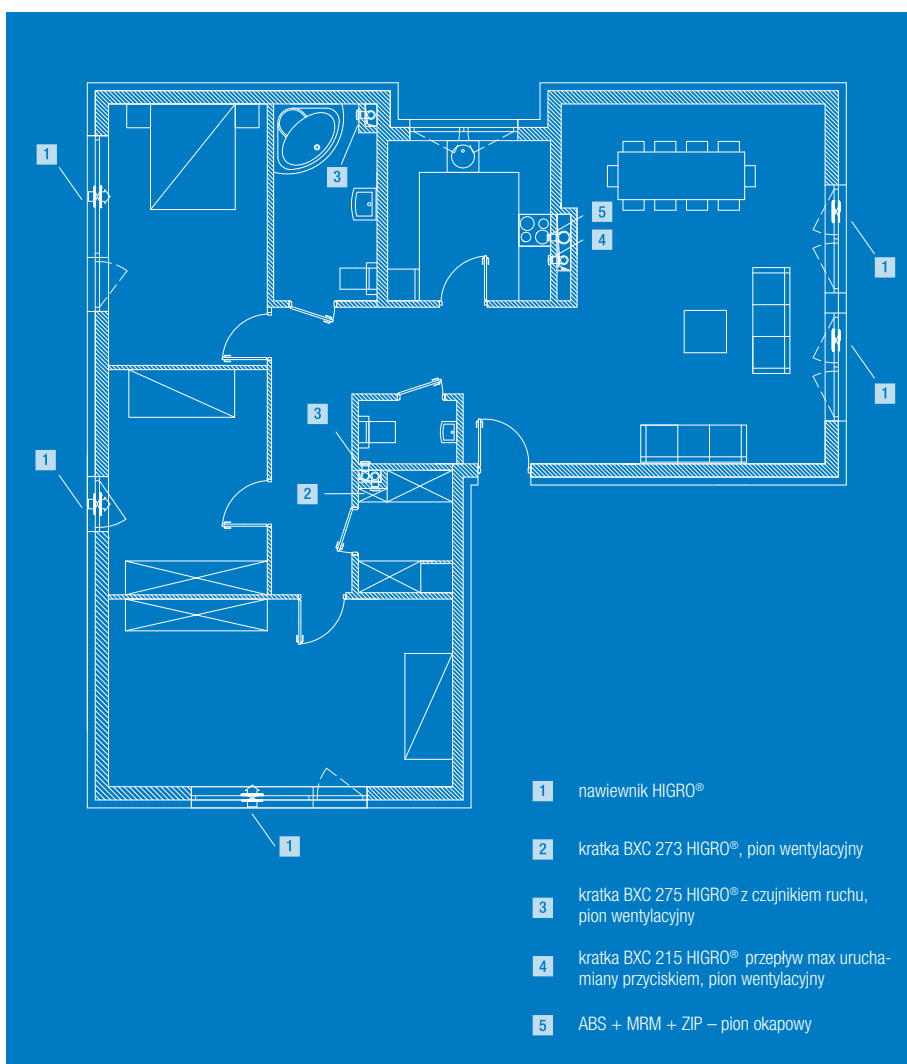 1
3
5
4
1
1
3
1
2
1
1 nawiewnik HIGRO®
2 kratka BXC 273 HIGRO®, pion wentylacyjny
3 kratka BXC 275 HIGRO® z czujnikiem ruchu,
pion wentylacyjny
4 kratka BXC 215 HIGRO® przepływ max urucha-
miany przyciskiem, pion wentylacyjny
5 ABS + MRM + ZIP – pion okapowy